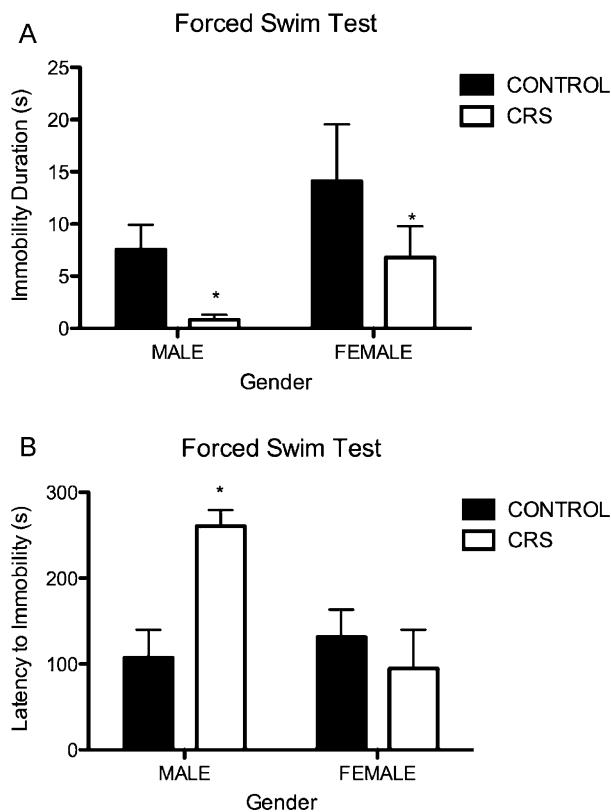 A
Forced Swim Test
Immobility Duration (s)
25
20
15
10
5
0
*
*
MALE
FEMALE
Gender
CONTROL
CRS
B
Forced Swim Test
Latency to Immobility (s)
300
200
100
0
*
MALE
FEMALE
Gender
CONTROL
CRS